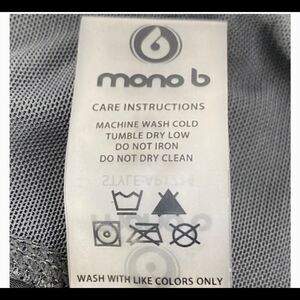 mono b
CARE INSTRUCTIONS
MACHINE WASH COLD
TUMBLE DRY LOW
DO NOT IRON
DO NOT DRY CLEAN
WASH WITH LIKE COLORS ONLY